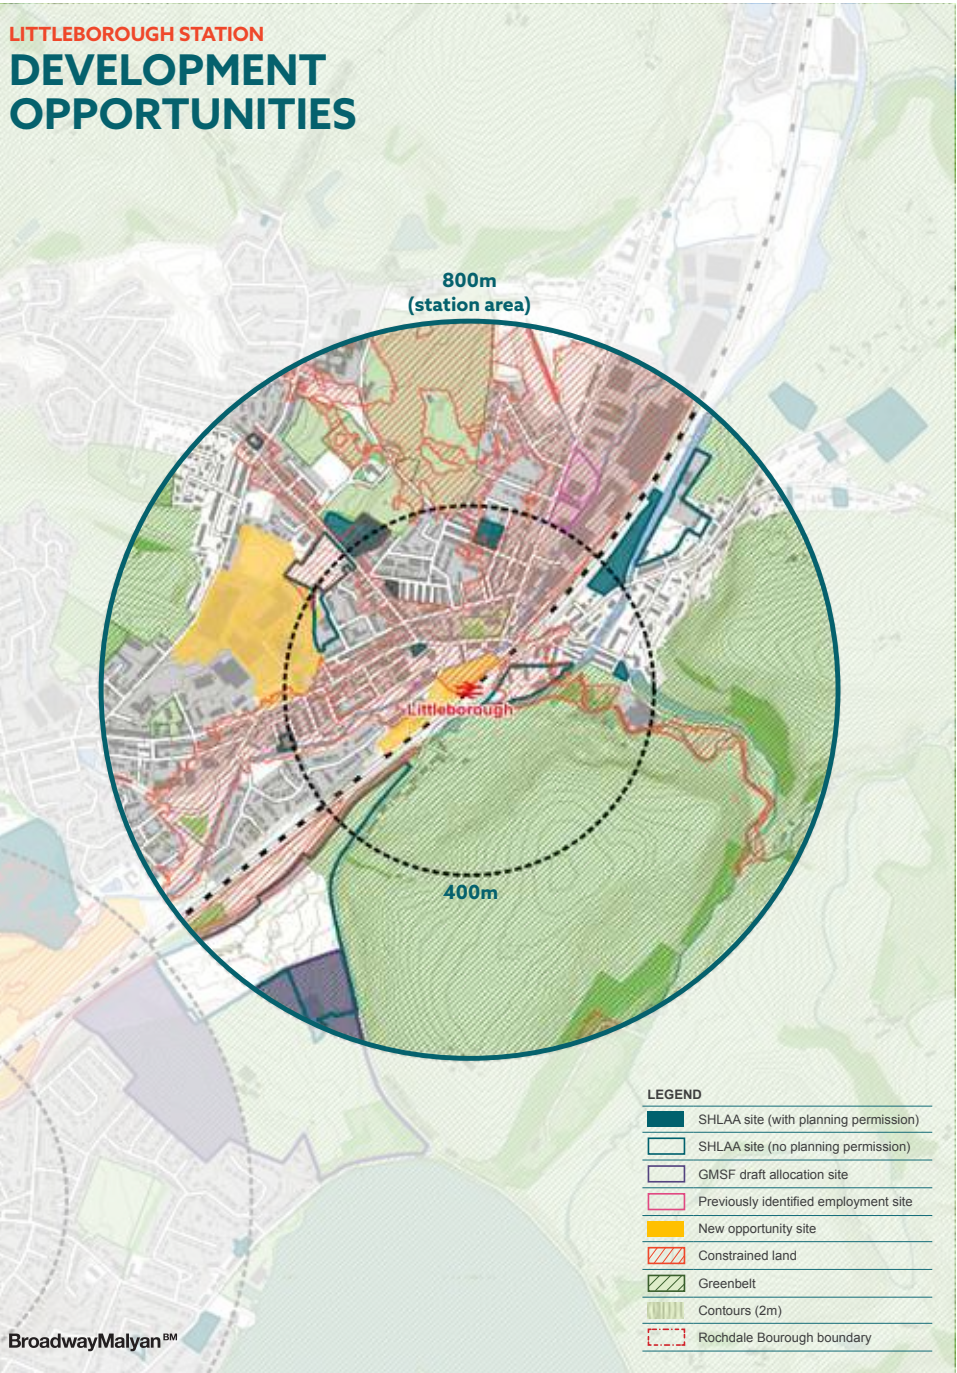 LITTLEBOROUGH STATION
DEVELOPMENT
OPPORTUNITIES
800m
(station area)
Littleborough
400m
LEGEND
SHLAA site (with planning permission)
SHLAA site (no planning permission)
GMSF draft allocation site
Previously identified employment site
New opportunity site
Constrained land
Greenbelt
Contours (2m)
Rochdale Bourough boundary
BroadwayMalyan BM